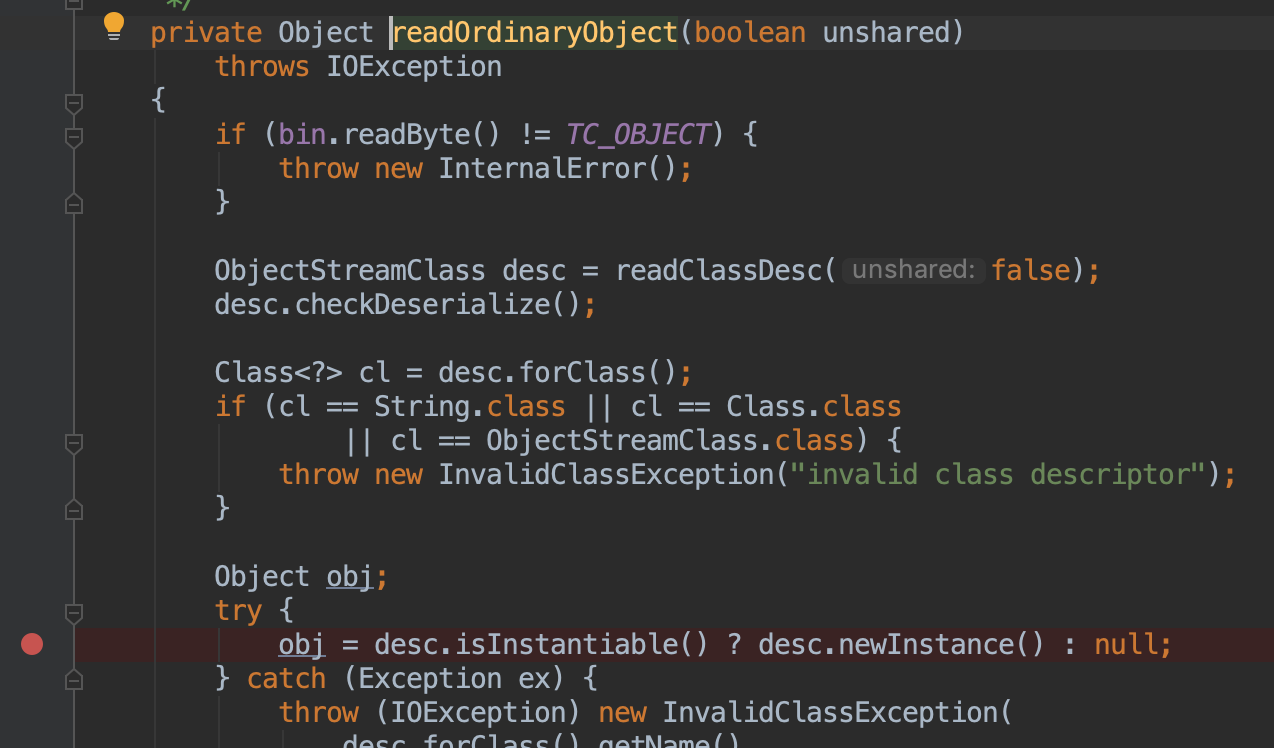 */
private Object readOrdinaryObject(boolean unshared)
throws IOException
{
if (bin.readByte() != TC_OBJECT) {
throw new InternalError();
}
ObjectStreamClass desc = readClassDesc( unshared: false);
desc.checkDeserialize();
Class<?> cl = desc.forClass();
if (cl == String.class || cl == Class.class
|| cl == ObjectStreamClass.class) {
throw new InvalidClassException("invalid class descriptor");
}
Object obj;
try {
obj = desc.isInstantiable() ? desc.newInstance() : null;
} catch (Exception ex) {
throw (IOException) new InvalidClassException(
desc.forClass().getName()